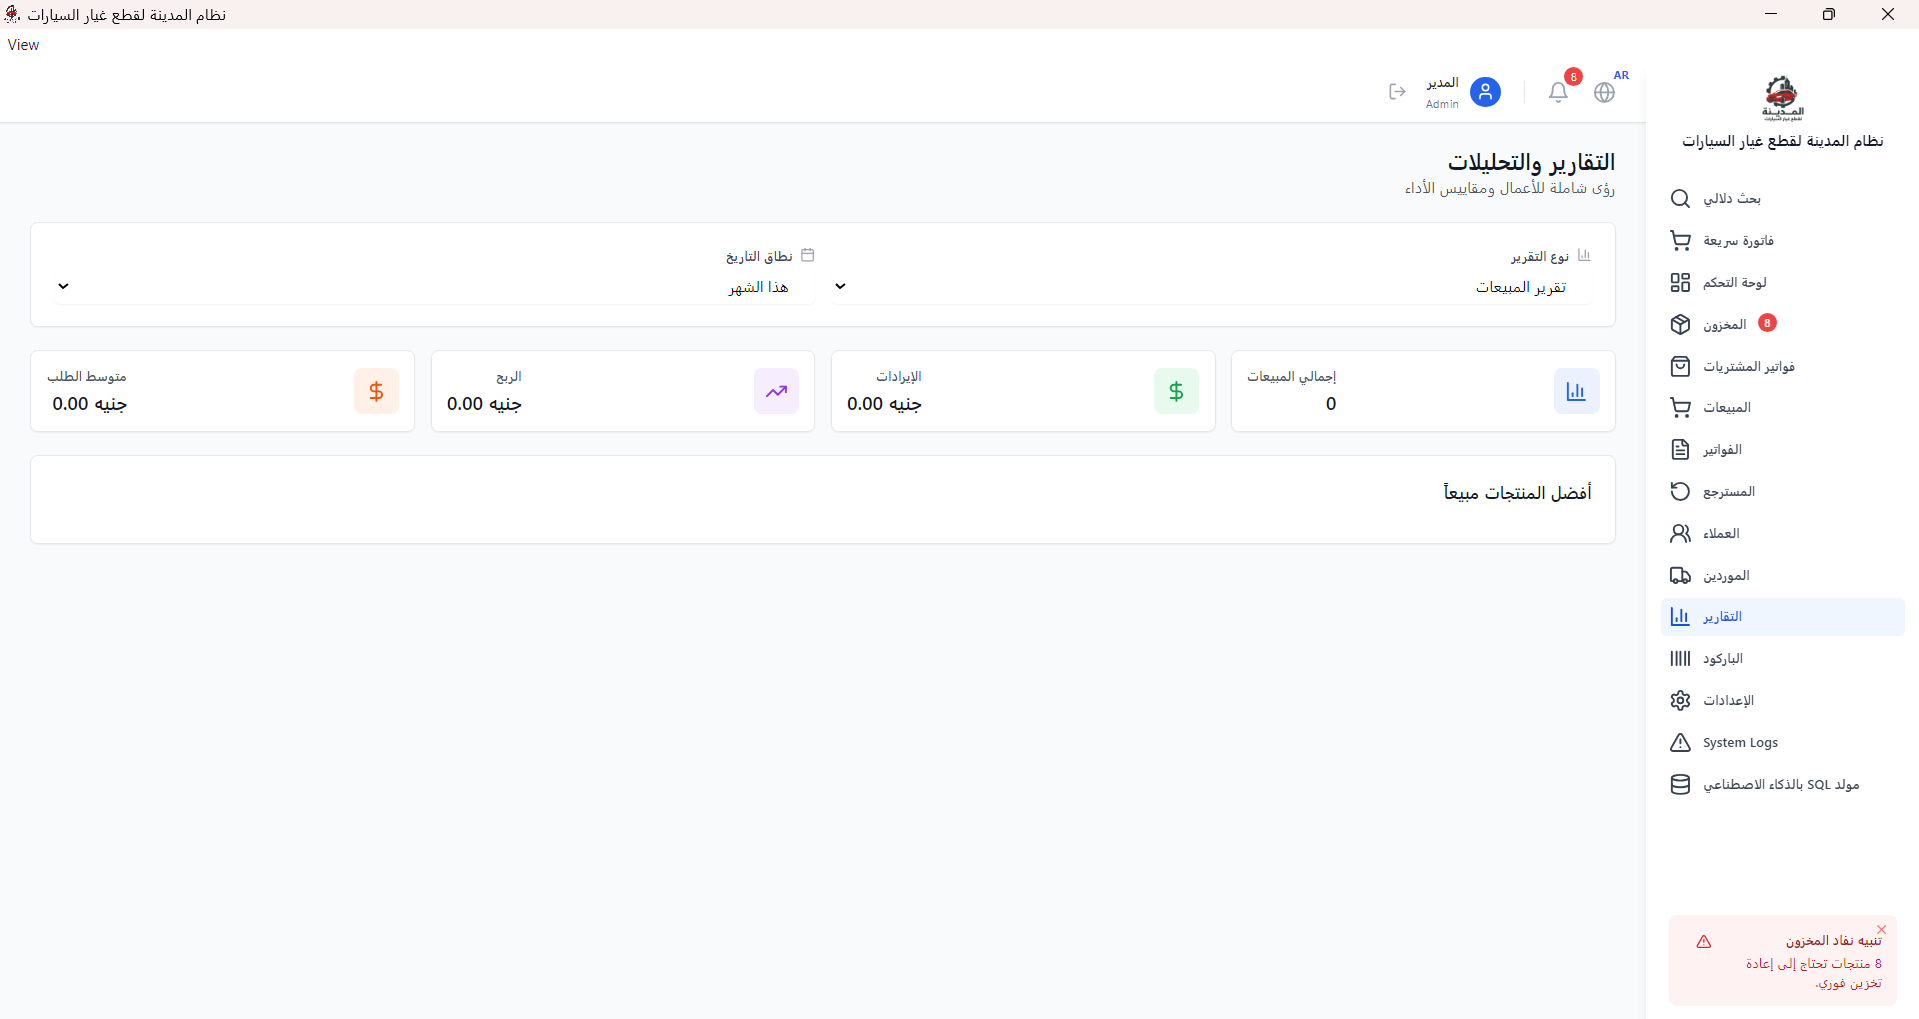 نظام المدينة لقطع غيار السيارات
View
المدير
Admin
8
AR
المدينة
لقطع غيار السيارات
نظام المدينة لقطع غيار السيارات
بحث دلالي
فاتورة سريعة
لوحة التحكم
المخزون 8
فواتير المشتريات
المبيعات
الفواتير
المسترجع
العملاء
الموردين
التقارير
الباركود
الإعدادات
System Logs
مولد SQL بالذكاء الاصطناعي
تنبيه نفاد المخزون
8 منتجات تحتاج إلى إعادة
تخزين فوري.
التقارير والتحليلات
رؤى شاملة للأعمال ومقاييس الأداء
نوع التقرير
تقرير المبيعات
نطاق التاريخ
هذا الشهر
إجمالي المبيعات
0
الإيرادات
جنيه 0.00
الربح
جنيه 0.00
متوسط الطلب
جنيه 0.00
أفضل المنتجات مبيعاً